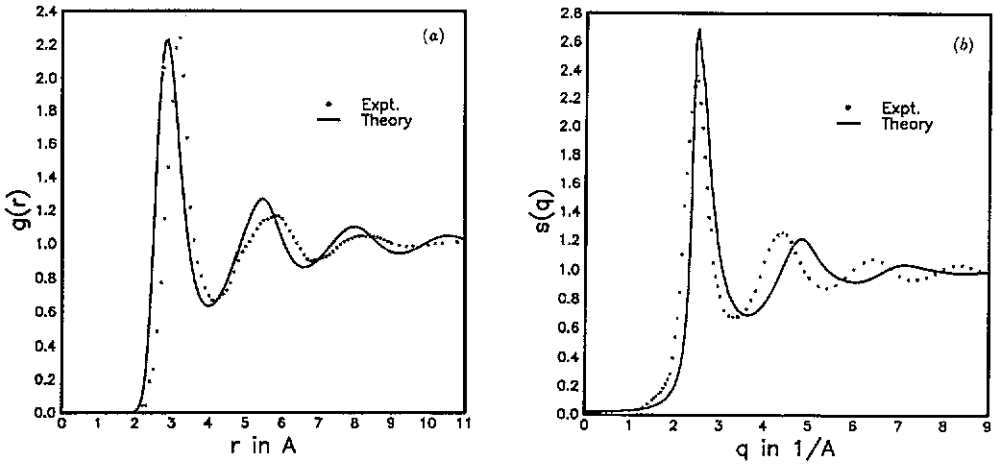 (a)
2.4
2.2
2.0
1.8
1.6
1.4
1.2
1.0
0.8
0.6
0.4
0.2
0.0
g(r)
Expt.
Theory
0 1 2 3 4 5 6 7 8 9 10 11
r in A
(b)
2.8
2.6
2.4
2.2
2.0
1.8
1.6
1.4
1.2
1.0
0.8
0.6
0.4
0.2
0.0
s(q)
Expt.
Theory
0 1 2 3 4 5 6 7 8 9
q in 1/A